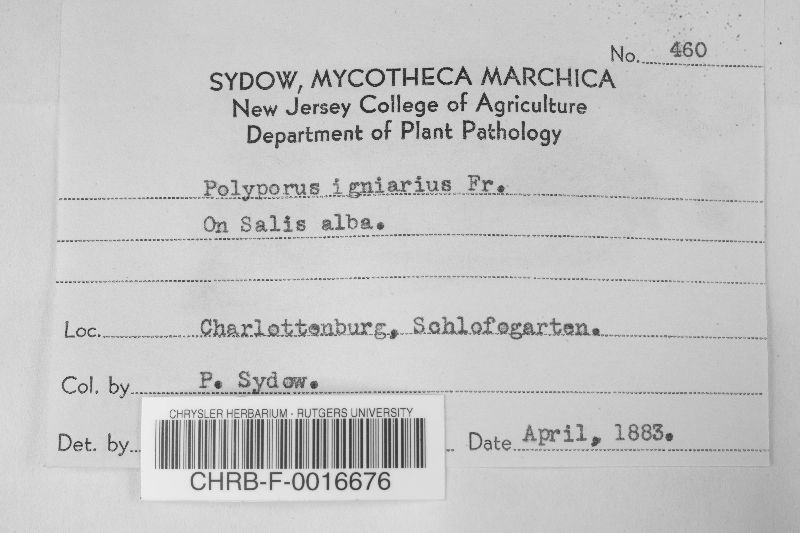 No. 460
SYDOW, MYCOTHECA MARCHICA
New Jersey College of Agriculture
Department of Plant Pathology
Polyporus igniarius Fr.
On Salis alba.
Loc. Charlottenburg, Schlofogarten.
Col. by P. Sydow.
Det. by
Date April, 1883.
CHRYSLER HERBARIUM - RUTGERS UNIVERSITY
CHRB-F-0016676